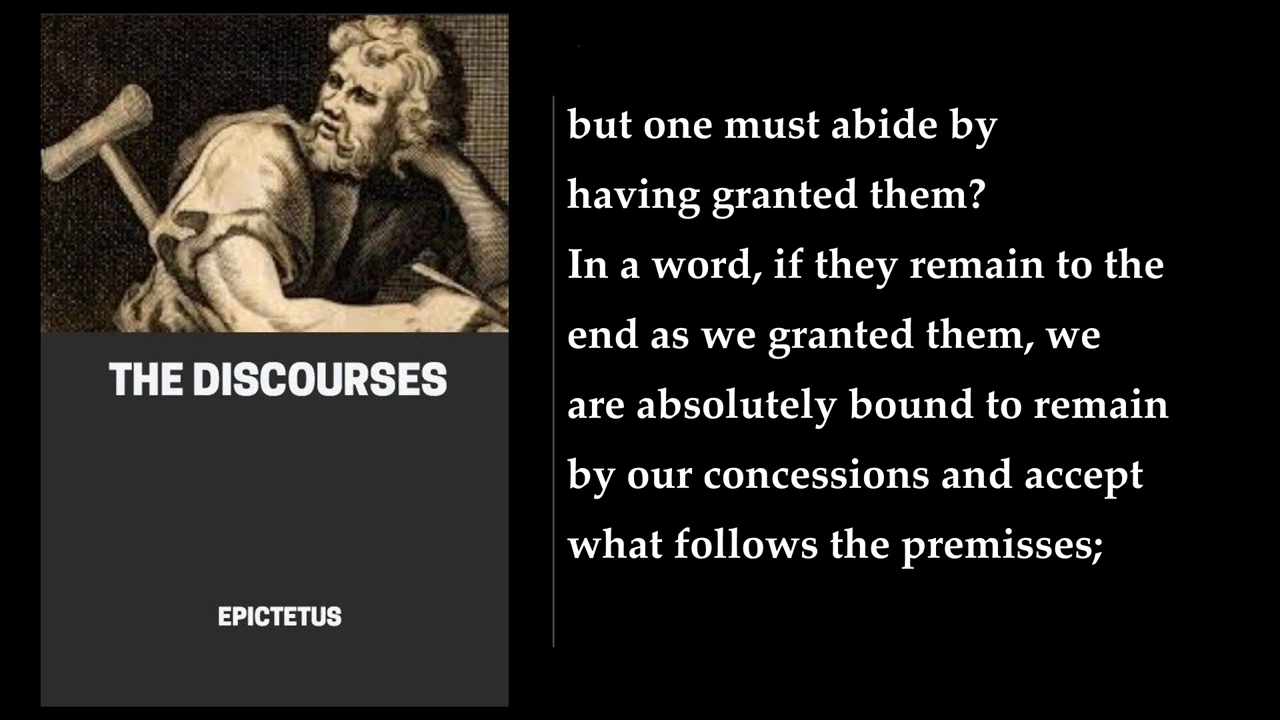 THE DISCOURSES
EPICTETUS
but one must abide by
having granted them?
In a word, if they remain to the
end as we granted them, we
are absolutely bound to remain
by our concessions and accept
what follows the premisses;